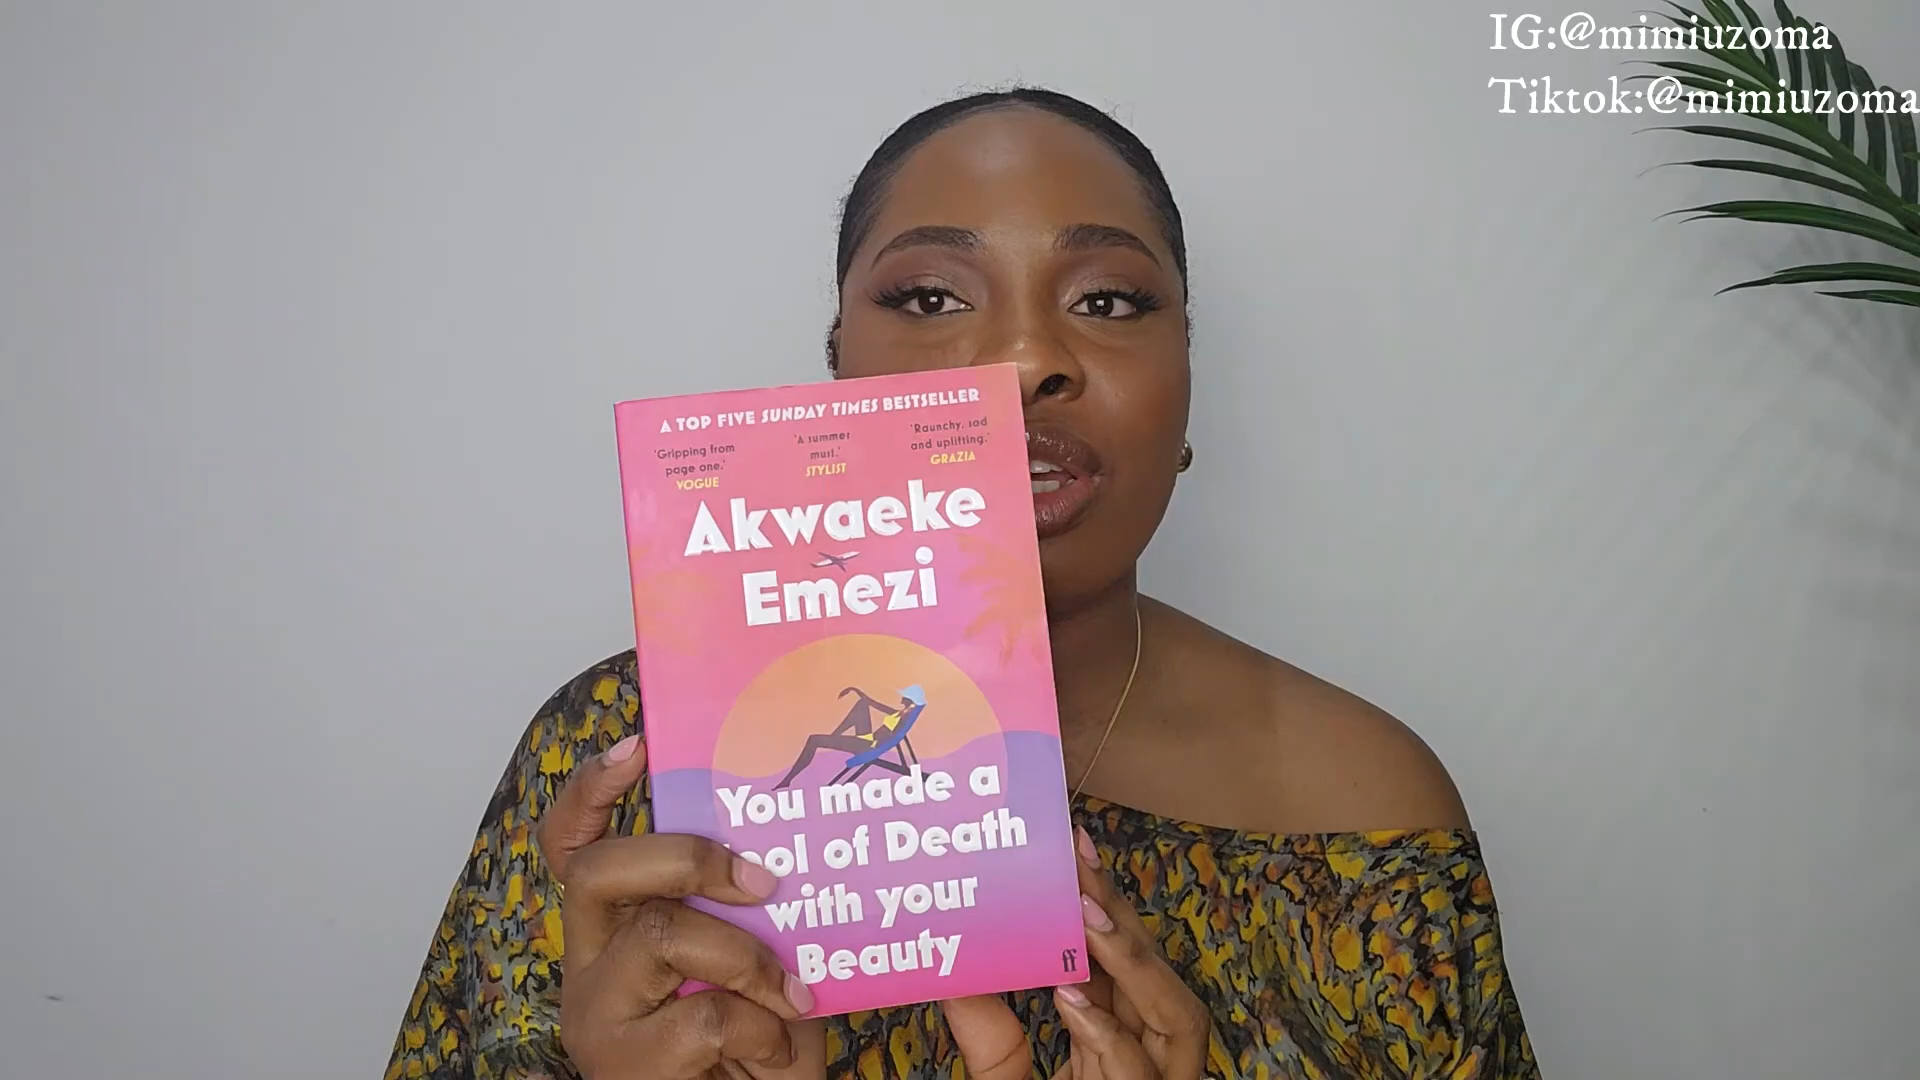 IG:@mimiuzoma
Tiktok:@mimiuzoma
A TOP FIVE SUNDAY TIMES BESTSELLER
'Gripping from
page one.'
VOGUE
'A summer
must.'
STYLIST
'Raunchy, sad
and uplifting.'
GRAZIA
Akwaeke
Emezi
You made a
ool of Death
with your
Beauty
ff